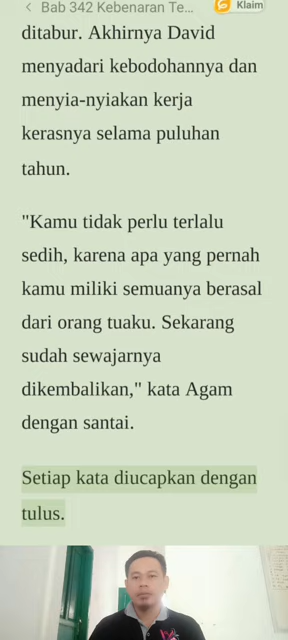 Bab 342 Kebenaran Te...
Klaim
ditabur. Akhirnya David
menyadari kebodohannya dan
menyia-nyiakan kerja
kerasnya selama puluhan
tahun.
"Kamu tidak perlu terlalu
sedih, karena apa yang pernah
kamu miliki semuanya berasal
dari orang tuaku. Sekarang
sudah sewajarnya
dikembalikan," kata Agam
dengan santai.
Setiap kata diucapkan dengan
tulus.